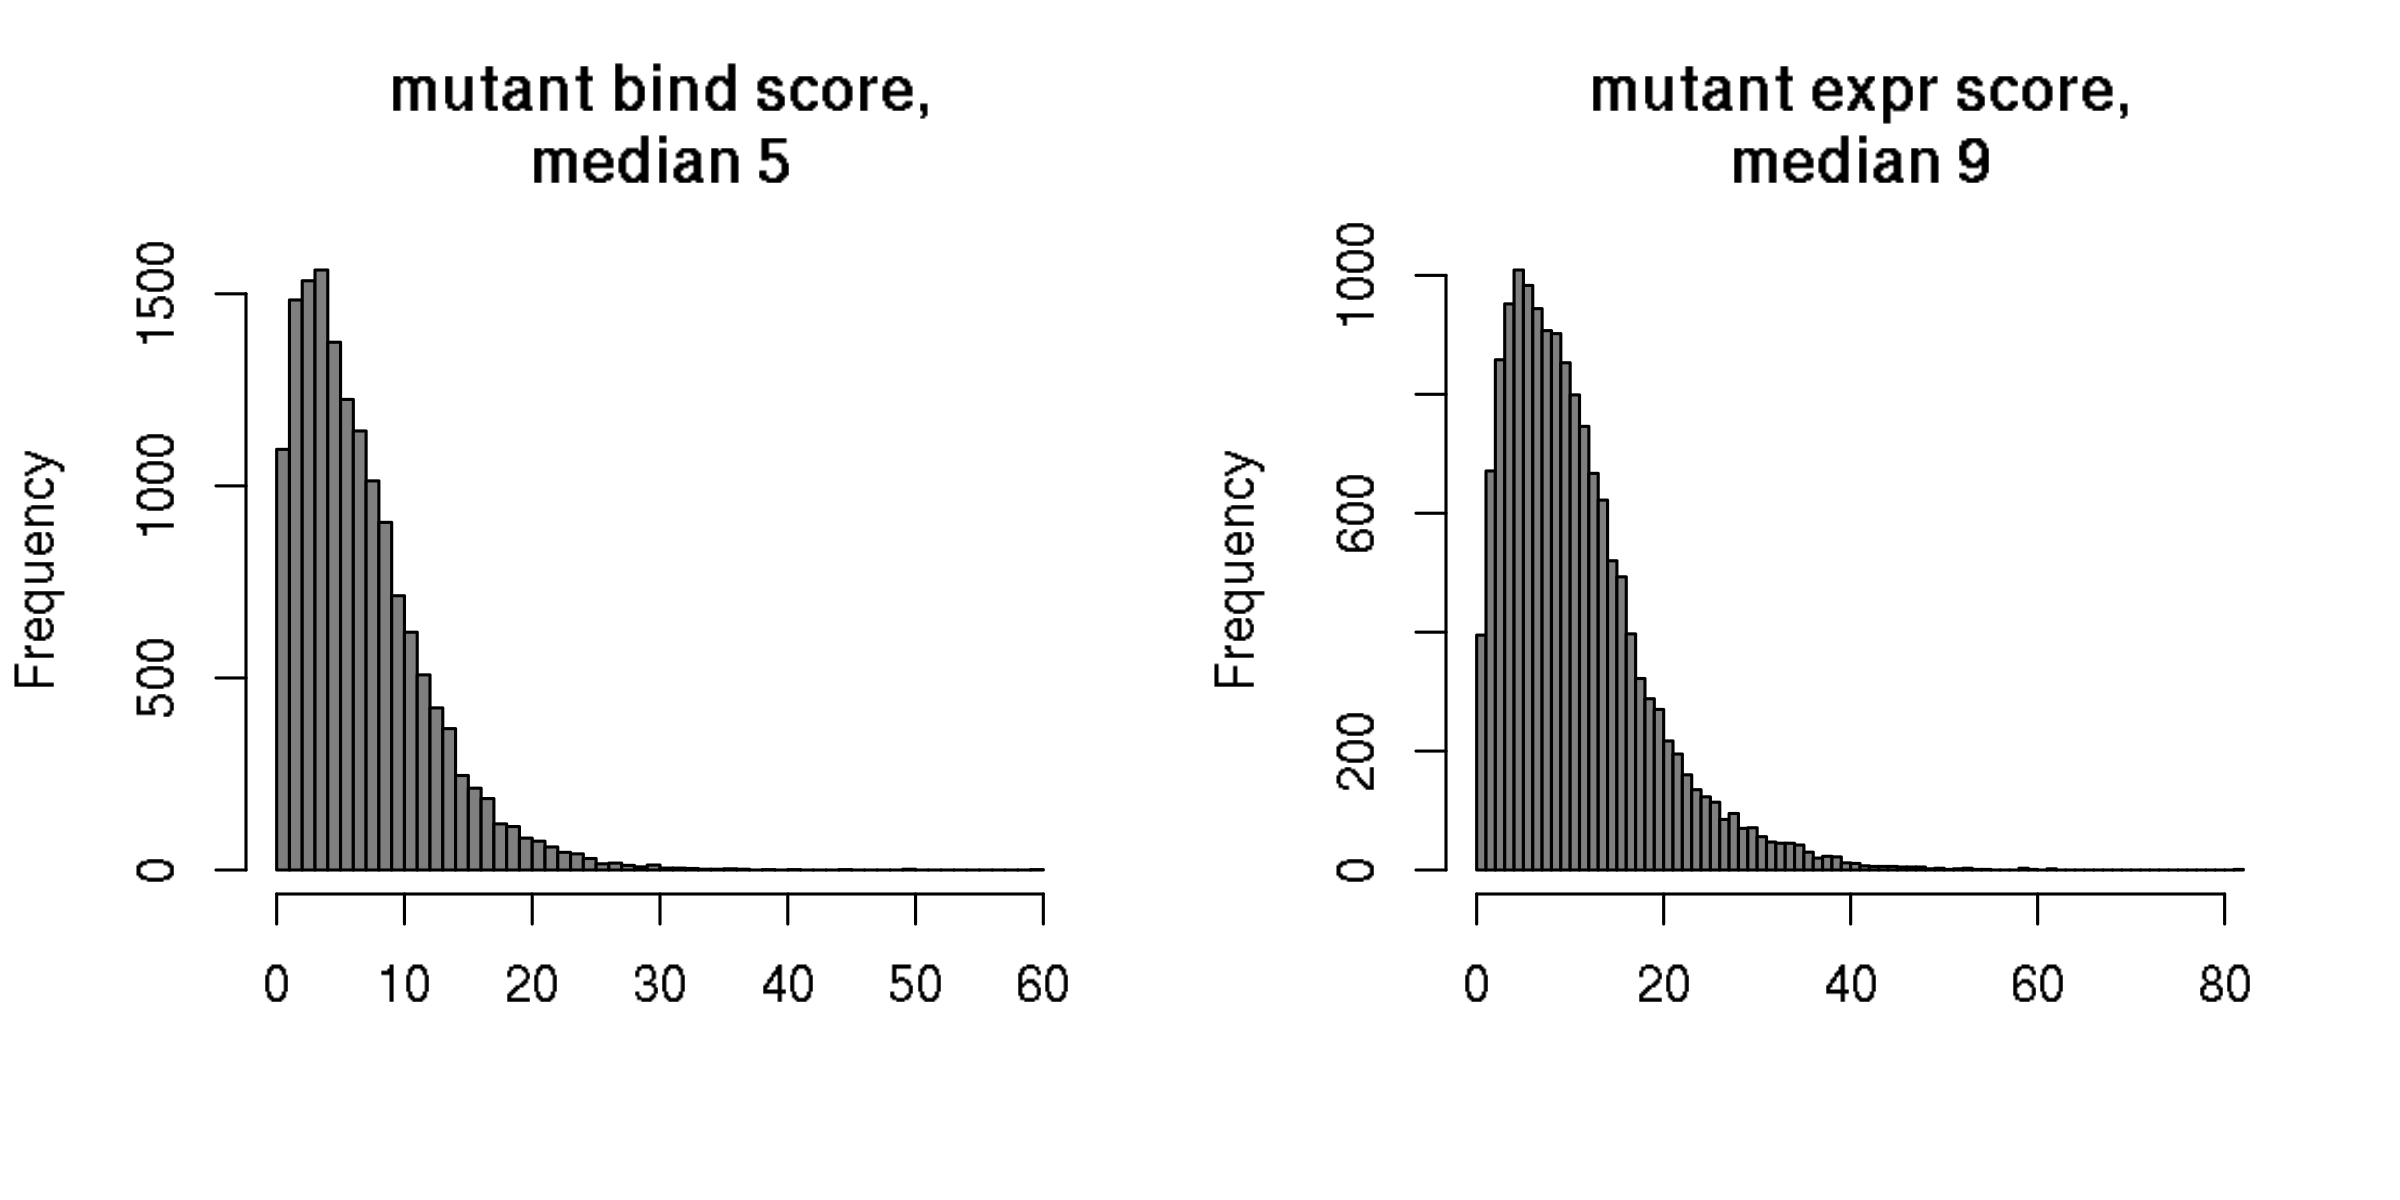 mutant bind score,
median 5
Frequency
0 500 1000 1500
0 10 20 30 40 50 60
mutant expr score,
median 9
Frequency
0 200 600 1000
0 20 40 60 80